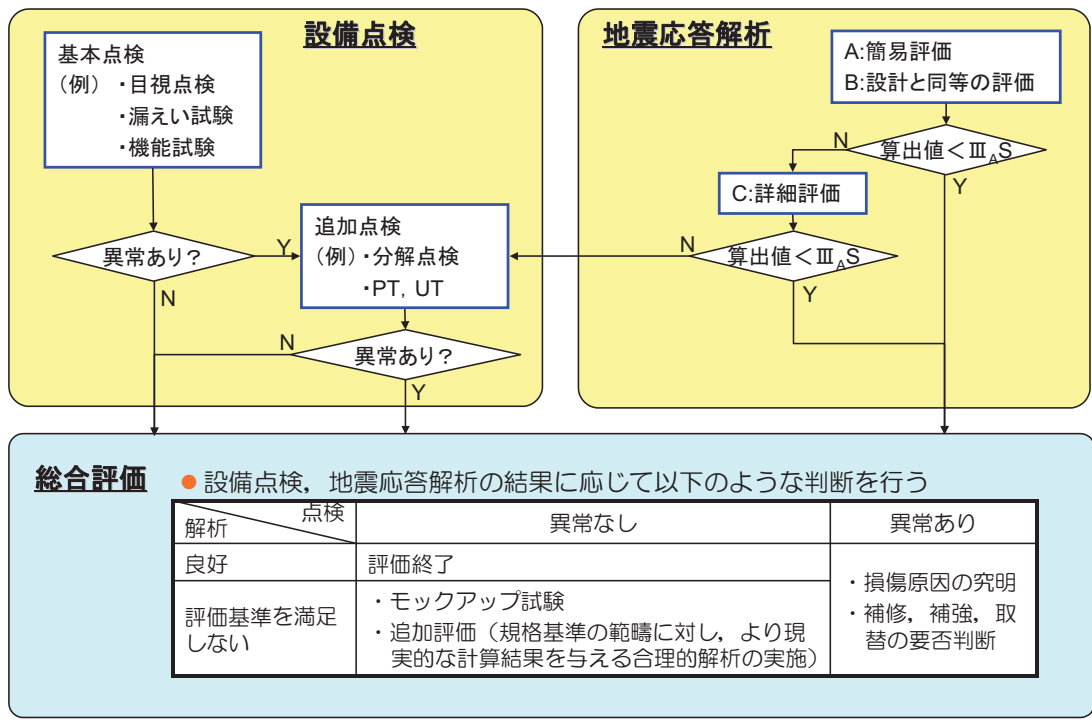 設備点検
基本点検
（例） ・目視点検
・漏えい試験
・機能試験
異常あり？
Y
N
追加点検
（例）・分解点検
・PT，UT
異常あり？
N
Y
地震応答解析
A:簡易評価
B:設計と同等の評価
算出値＜ⅢAS
N
Y
C:詳細評価
算出値＜ⅢAS
N
Y
総合評価
● 設備点検，地震応答解析の結果に応じて以下のような判断を行う
点検
解析
異常なし
異常あり
良好
評価終了
評価基準を満足
しない
・モックアップ試験
・追加評価（規格基準の範疇に対し，より現
実的な計算結果を与える合理的解析の実施）
・損傷原因の究明
・補修，補強，取
替の要否判断